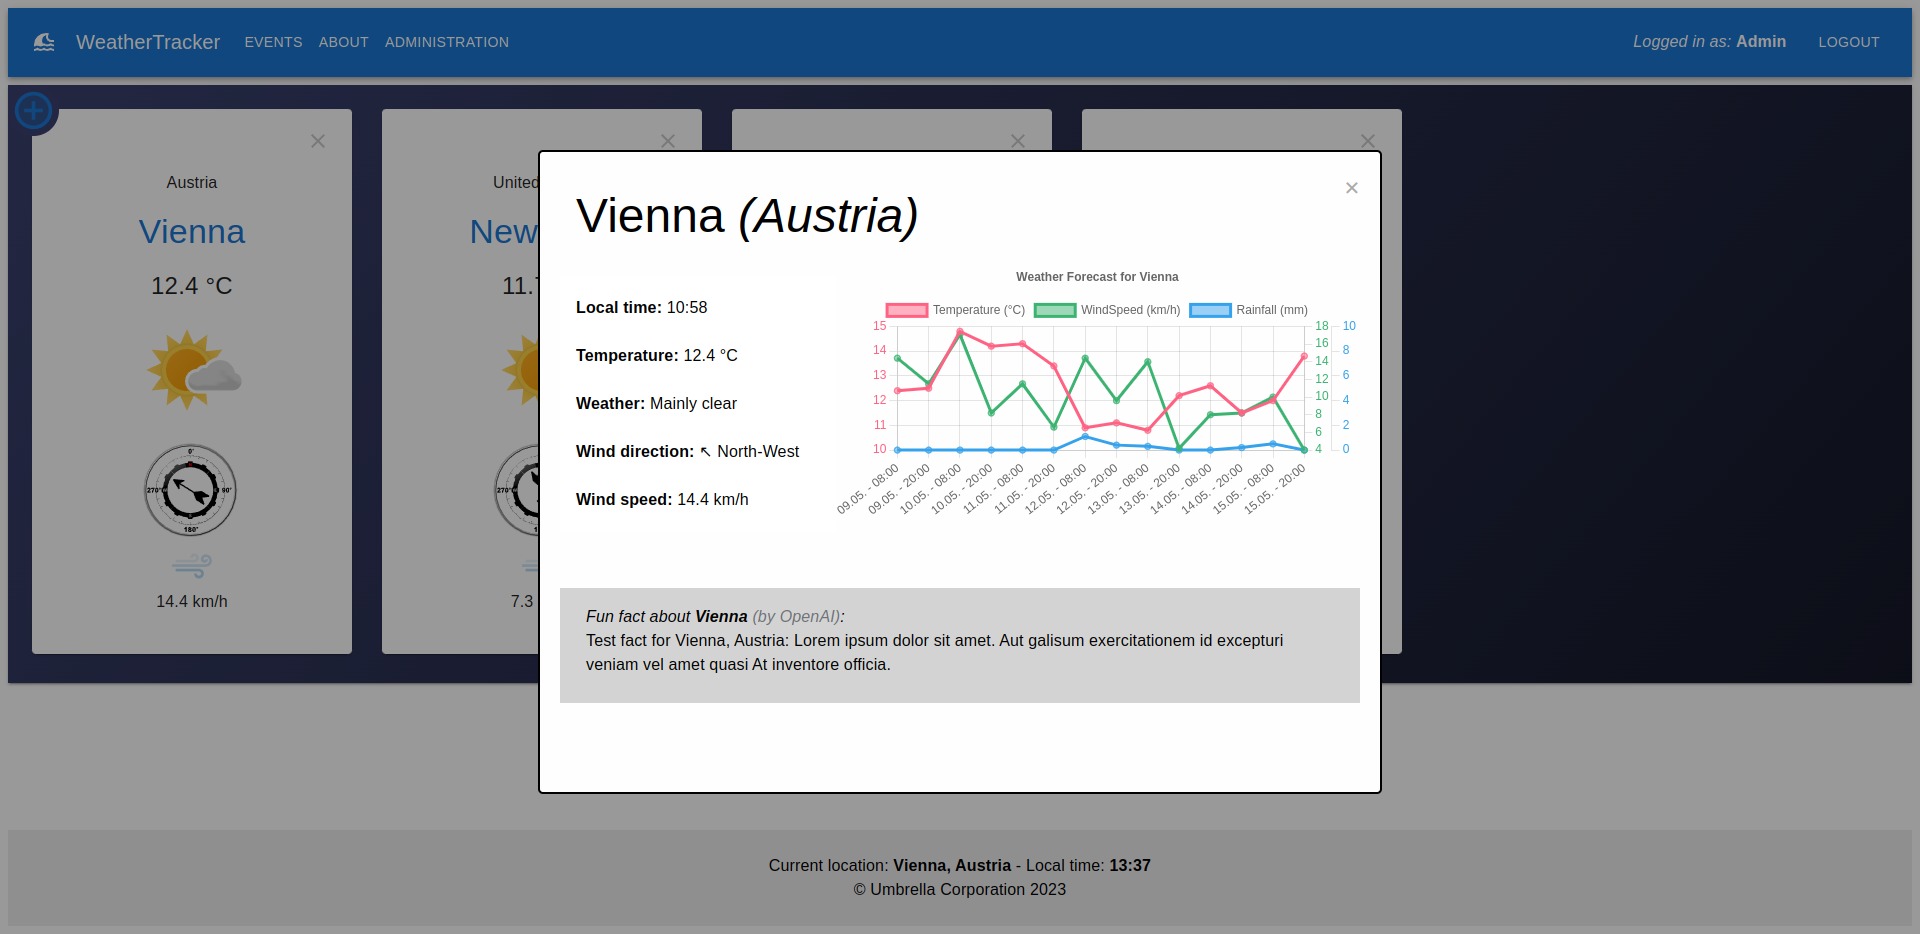 WeatherTracker EVENTS ABOUT ADMINISTRATION Logged in as: Admin LOGOUT
Austria
Vienna
12.4 °C
0°
270° 90°
180°
14.4 km/h
United
New
11.
270°
7.3
×
Vienna (Austria)
Local time: 10:58
Temperature: 12.4 °C
Weather: Mainly clear
Wind direction: ↖ North-West
Wind speed: 14.4 km/h
Weather Forecast for Vienna
Temperature (°C) WindSpeed (km/h) Rainfall (mm)
15
14
13
12
11
10
18
16
14
12
10
8
6
4
10
8
6
4
2
0
09.05. - 08:00
09.05. - 20:00
10.05. - 08:00
10.05. - 20:00
11.05. - 08:00
11.05. - 20:00
12.05. - 08:00
12.05. - 20:00
13.05. - 08:00
13.05. - 20:00
14.05. - 08:00
14.05. - 20:00
15.05. - 08:00
15.05. - 20:00
Fun fact about Vienna (by OpenAI):
Test fact for Vienna, Austria: Lorem ipsum dolor sit amet. Aut galisum exercitationem id excepturi
veniam vel amet quasi At inventore officia.
Current location: Vienna, Austria - Local time: 13:37
© Umbrella Corporation 2023